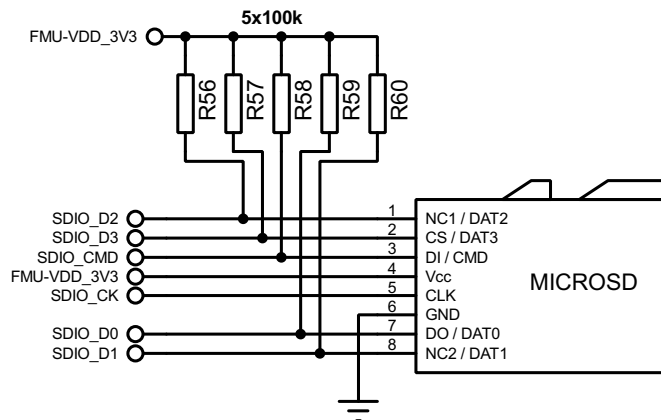 5x100k
FMU-VDD_3V3
R56
R57
R58
R59
R60
SDIO_D2 1 NC1 / DAT2
SDIO_D3 2 CS / DAT3
SDIO_CMD 3 DI / CMD
FMU-VDD_3V3 4 Vcc
MICROSD
SDIO_CK 5 CLK
6 GND
SDIO_D0 7 DO / DAT0
SDIO_D1 8 NC2 / DAT1